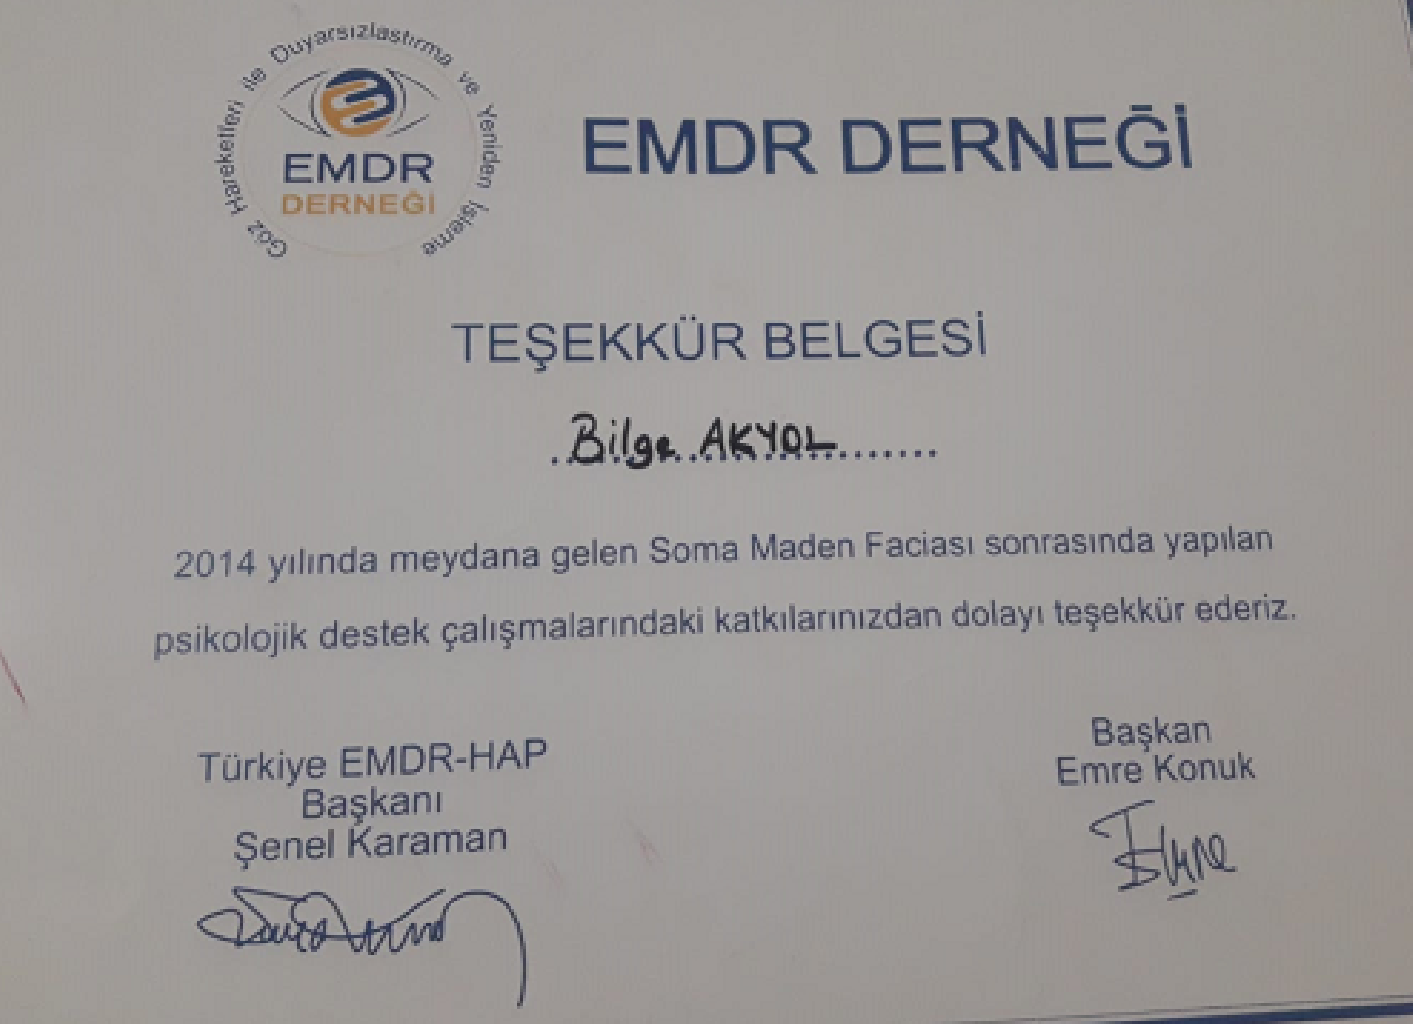 Göz Hareketleri ile Duyarsızlaştırma ve Yeniden İşleme
EMDR
DERNEĞİ
EMDR DERNEĞİ
TEŞEKKÜR BELGESİ
Bilge AKYOL
2014 yılında meydana gelen Soma Maden Faciası sonrasında yapılan
psikolojik destek çalışmalarındaki katkılarınızdan dolayı teşekkür ederiz.
Türkiye EMDR-HAP
Başkanı
Şenel Karaman
Başkan
Emre Konuk